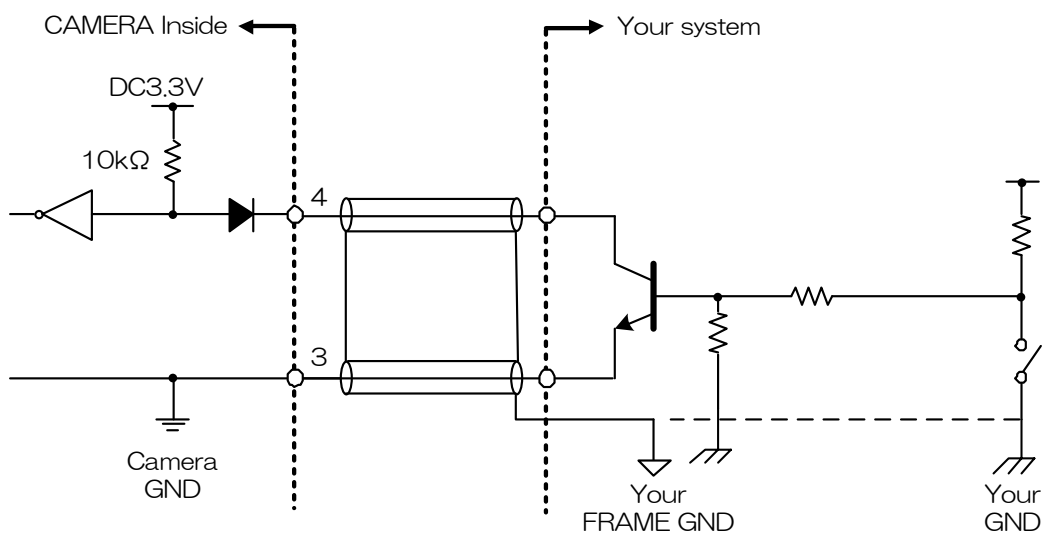 CAMERA Inside
Your system
DC3.3V
10kΩ
4
3
Camera
GND
Your
FRAME GND
Your
GND